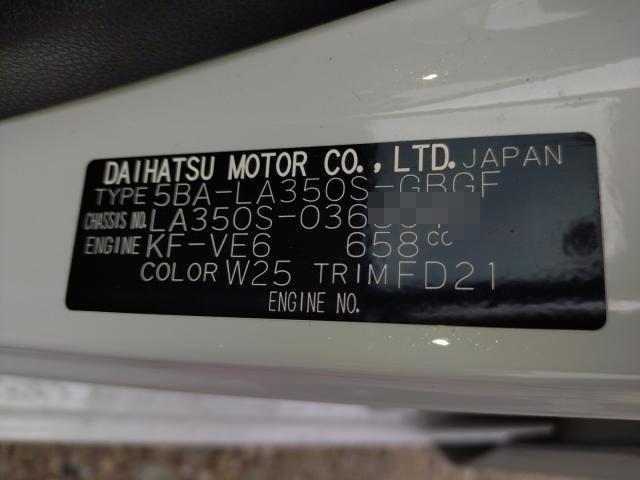 DAIHATSU MOTOR CO., LTD. JAPAN
TYPE 5BA-LA350S-GBGF
CHASSIS NO. LA350S-036
ENGINE KF-VE6 658cc
COLOR W25 TRIM FD21
ENGINE NO.